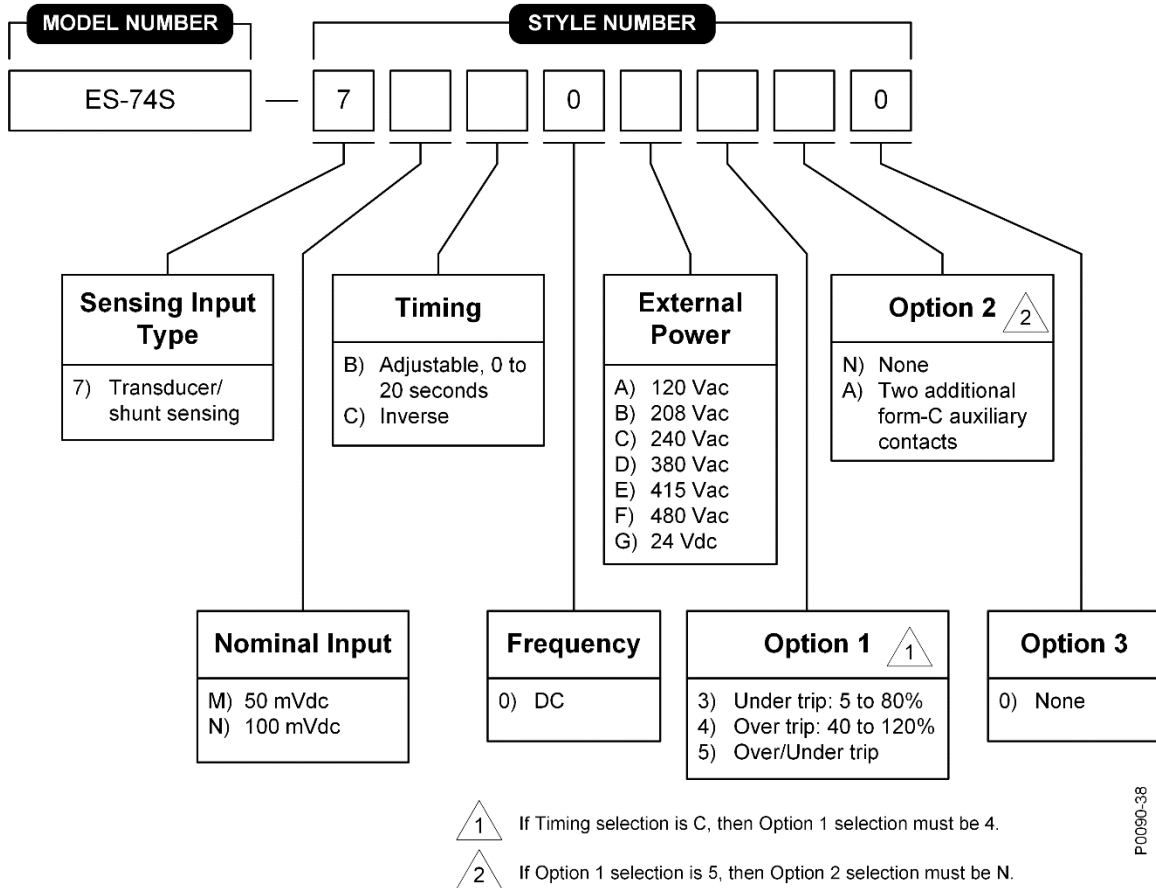 MODEL NUMBER
STYLE NUMBER
ES-74S — 7 0 0
Sensing Input
Type
7) Transducer/
shunt sensing
Timing
B) Adjustable, 0 to
20 seconds
C) Inverse
External
Power
A) 120 Vac
B) 208 Vac
C) 240 Vac
D) 380 Vac
E) 415 Vac
F) 480 Vac
G) 24 Vdc
Option 2 2
N) None
A) Two additional
form-C auxiliary
contacts
Nominal Input
M) 50 mVdc
N) 100 mVdc
Frequency
0) DC
Option 1 1
3) Under trip: 5 to 80%
4) Over trip: 40 to 120%
5) Over/Under trip
Option 3
0) None
1 If Timing selection is C, then Option 1 selection must be 4.
2 If Option 1 selection is 5, then Option 2 selection must be N.
P0090-38